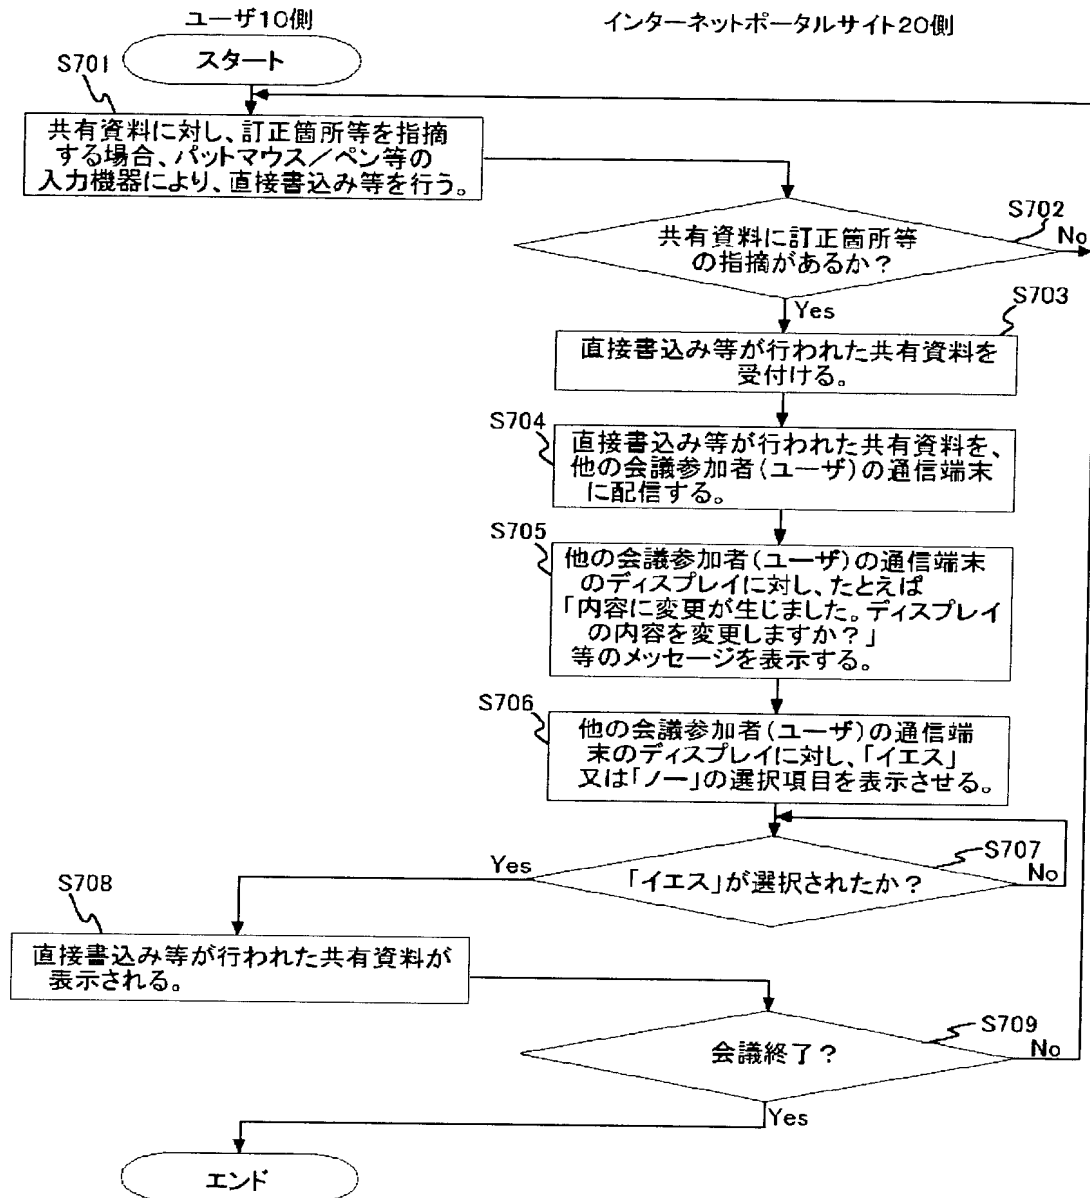 ユーザ10側
インターネットポータルサイト20側
スタート
S701
共有資料に対し、訂正箇所等を指摘
する場合、パットマウス／ペン等の
入力機器により、直接書込み等を行う。
S702
共有資料に訂正箇所等
の指摘があるか？
No
Yes
S703
直接書込み等が行われた共有資料を
受付ける。
S704
直接書込み等が行われた共有資料を、
他の会議参加者(ユーザ)の通信端末
に配信する。
S705
他の会議参加者(ユーザ)の通信端末
のディスプレイに対し、たとえば
「内容に変更が生じました。ディスプレイ
の内容を変更しますか？」
等のメッセージを表示する。
S706
他の会議参加者(ユーザ)の通信端
末のディスプレイに対し、「イエス」
又は「ノー」の選択項目を表示させる。
S707
「イエス」が選択されたか？
Yes
No
S708
直接書込み等が行われた共有資料が
表示される。
S709
会議終了？
No
Yes
エンド